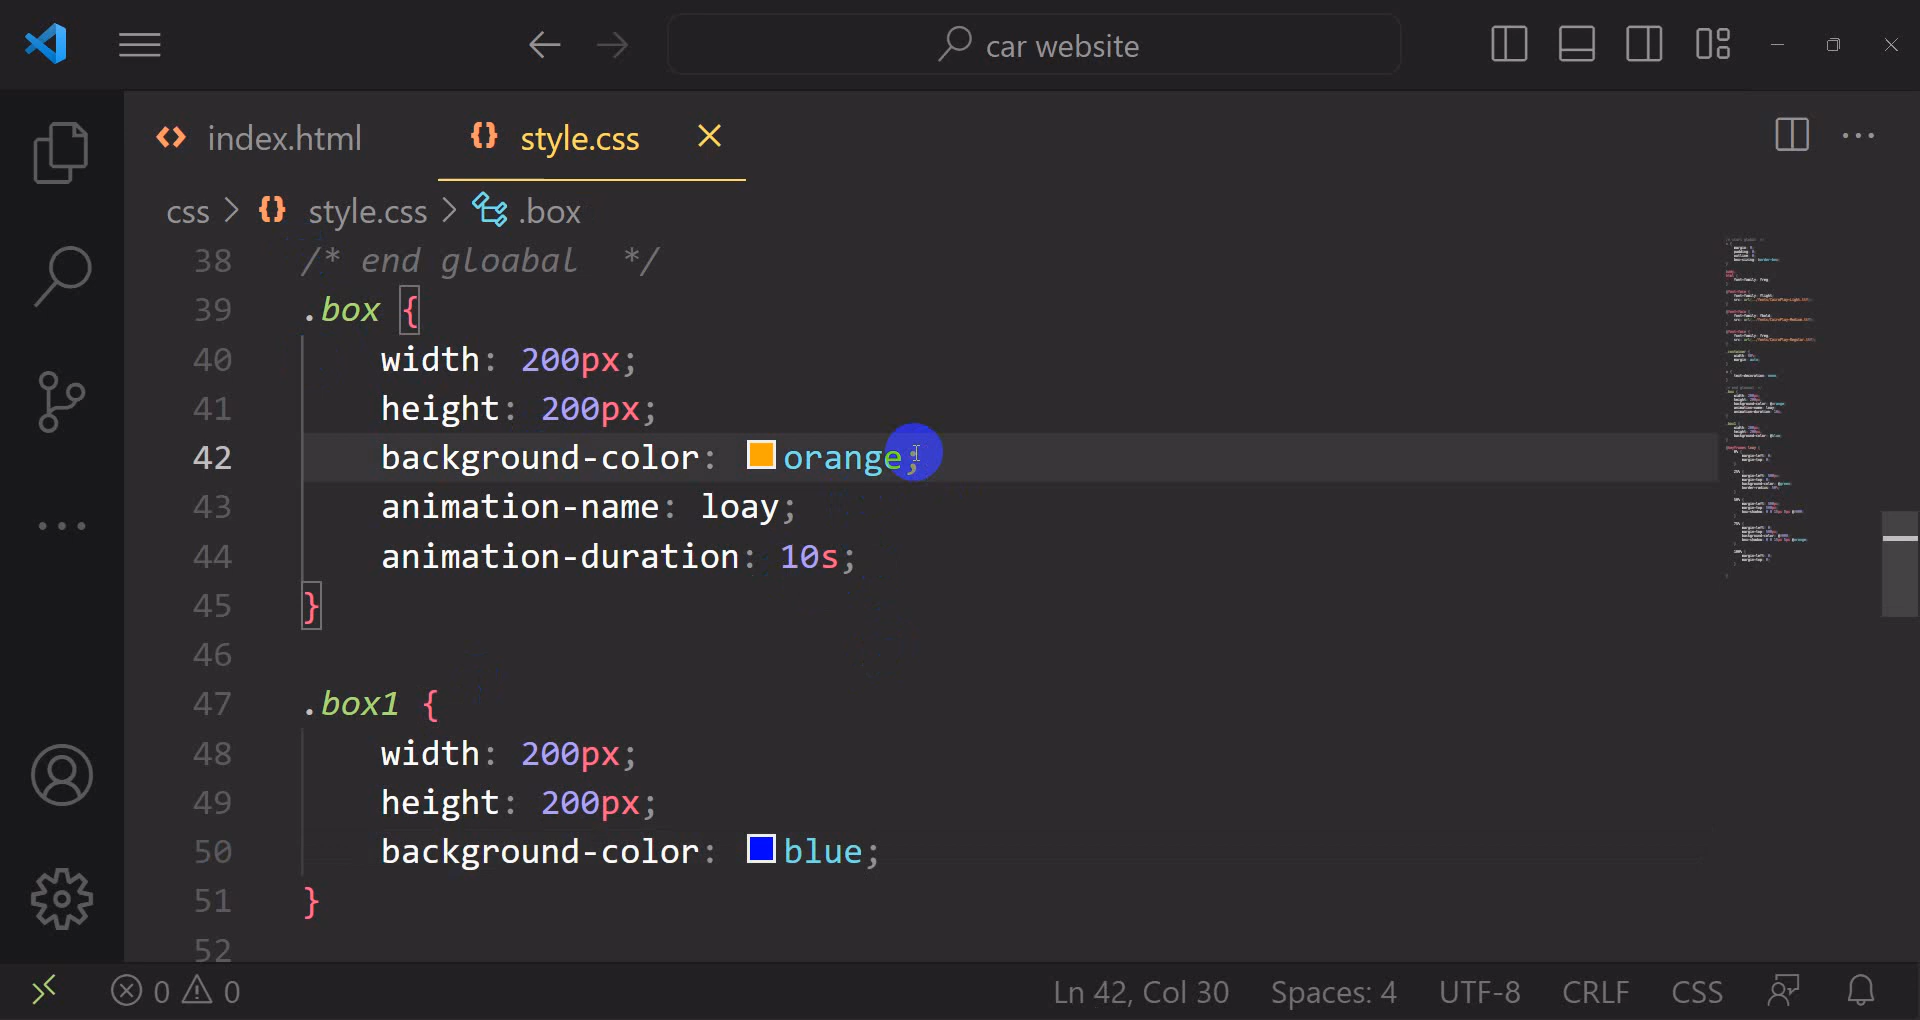 car website
index.html
style.css
css > style.css > .box
38 /* end gloabal */
39 .box {
40 width: 200px;
41 height: 200px;
42 background-color: orange;
43 animation-name: loay;
44 animation-duration: 10s;
45 }
46
47 .box1 {
48 width: 200px;
49 height: 200px;
50 background-color: blue;
51 }
52
0 0 Ln 42, Col 30 Spaces: 4 UTF-8 CRLF CSS